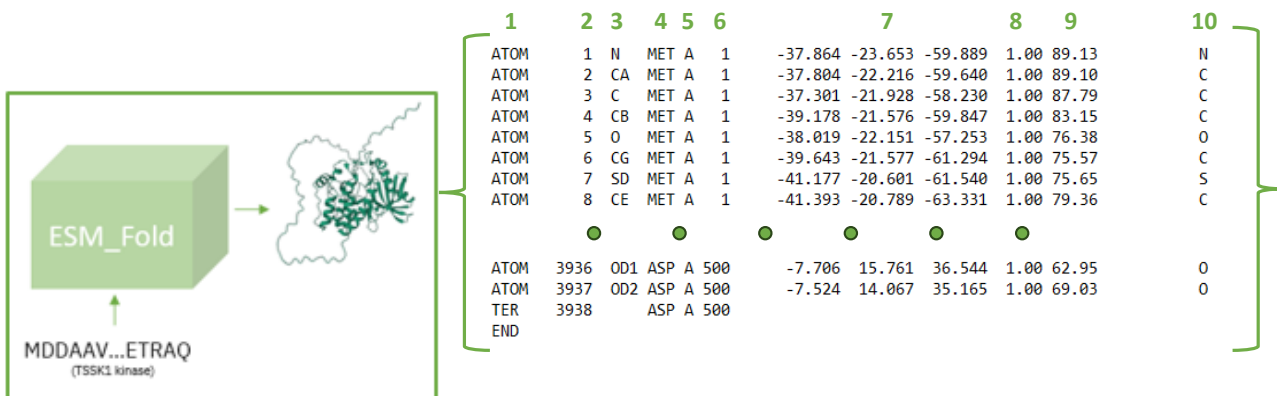 1 2 3 4 5 6 7 8 9 10
ATOM 1 N MET A 1 -37.864 -23.653 -59.889 1.00 89.13 N
ATOM 2 CA MET A 1 -37.804 -22.216 -59.640 1.00 89.10 C
ATOM 3 C MET A 1 -37.301 -21.928 -58.230 1.00 87.79 C
ATOM 4 CB MET A 1 -39.178 -21.576 -59.847 1.00 83.15 C
ATOM 5 O MET A 1 -38.019 -22.151 -57.253 1.00 76.38 O
ATOM 6 CG MET A 1 -39.643 -21.577 -61.294 1.00 75.57 C
ATOM 7 SD MET A 1 -41.177 -20.601 -61.540 1.00 75.65 S
ATOM 8 CE MET A 1 -41.393 -20.789 -63.331 1.00 79.36 C
ATOM 3936 OD1 ASP A 500 -7.706 15.761 36.544 1.00 62.95 O
ATOM 3937 OD2 ASP A 500 -7.524 14.067 35.165 1.00 69.03 O
TER 3938 ASP A 500
END
ESM_Fold
MDDAAV...ETRAQ
(TSSK1 kinase)